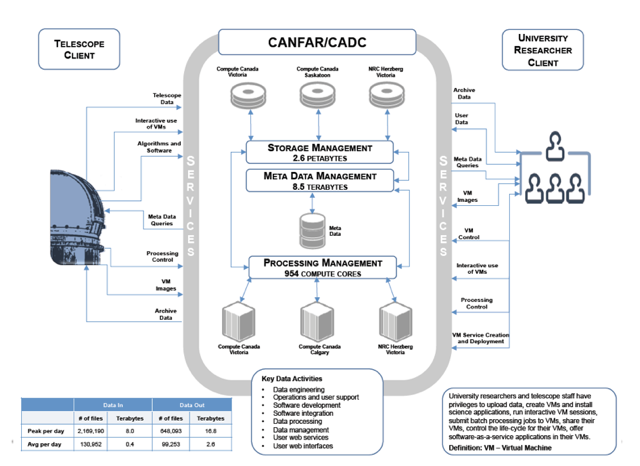 TELESCOPE
CLIENT
CANFAR/CADC
UNIVERSITY
RESEARCHER
CLIENT
Compute Canada
Victoria
Compute Canada
Saskatoon
NRC Herzberg
Victoria
Telescope
Data
Interactive use
of VMs
Algorithms and
Software
Meta Data
Queries
Processing
Control
VM
Images
Archive
Data
SERVICES
STORAGE MANAGEMENT
2.6 PETABYTES
META DATA MANAGEMENT
8.5 TERABYTES
Meta
Data
PROCESSING MANAGEMENT
954 COMPUTE CORES
Compute Canada
Victoria
Compute Canada
Calgary
NRC Herzberg
Victoria
SERVICES
Archive
Data
User
Data
Meta Data
Queries
VM
Images
VM
Control
Interactive use
of VMs
Processing
Control
VM Service Creation
and Deployment
Key Data Activities
• Data engineering
• Operations and user support
• Software development
• Software integration
• Data processing
• Data management
• User web services
• User web interfaces
Data In Data Out
# of files Terabytes # of files Terabytes
Peak per day 2,169,190 8.0 648,093 16.8
Avg per day 130,952 0.4 99,253 2.6
University researchers and telescope staff have
privileges to upload data, create VMs and install
science applications, run interactive VM sessions,
submit batch processing jobs to VMs, share their
VMs, control the life-cycle for their VMs, offer
software-as-a-service applications in their VMs.
Definition: VM – Virtual Machine